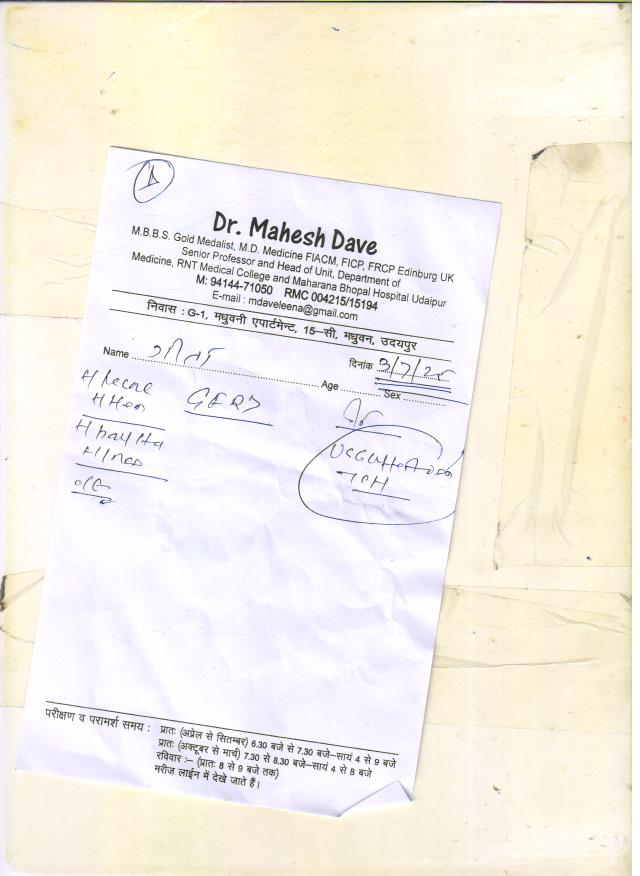 Dr. Mahesh Dave
M.B.B.S. Gold Medalist, M.D. Medicine FIACM, FICP, FRCP Edinburg UK
Senior Professor and Head of Unit, Department of
Medicine, RNT Medical College and Maharana Bhopal Hospital Udaipur
M: 94144-71050 RMC 004215/15194
E-mail : mdaveleena@gmail.com
निवास : G-1, मधुवनी एपार्टमेन्ट, 15–सी, मधुवन, उदयपुर
Name गीता दिनांक 3/7/25
Age Sex
GERD
परीक्षण व परामर्श समय : प्रातः (अप्रेल से सितम्बर) 6.30 बजे से 7.30 बजे–सायं 4 से 9 बजे
प्रातः (अक्टूबर से मार्च) 7.30 से 8.30 बजे–सायं 4 से 8 बजे
रविवार :– (प्रातः 8 से 9 बजे तक)
मरीज लाईन में देखे जाते हैं।